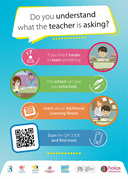 Do you understand
what the teacher is asking?
If you find it harder
to learn something
The school can give
you extra help
Learn about Additional
Learning Needs
Scan the QR CODE
and find more